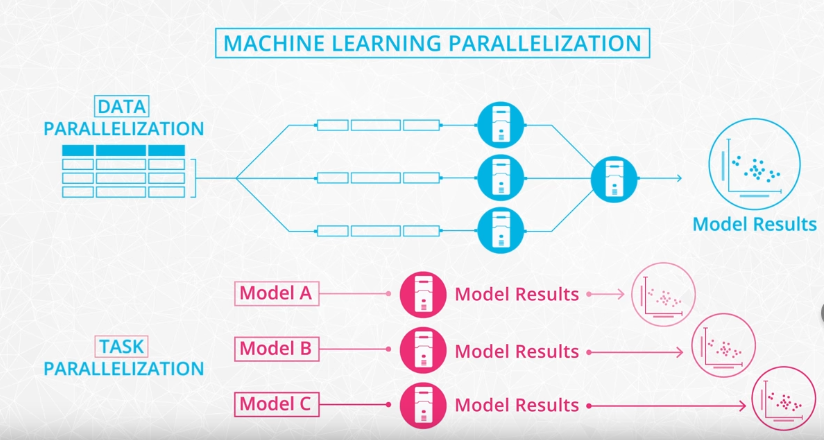 MACHINE LEARNING PARALLELIZATION
DATA
PARALLELIZATION
Model Results
Model A
Model Results
TASK
PARALLELIZATION
Model B
Model Results
Model C
Model Results